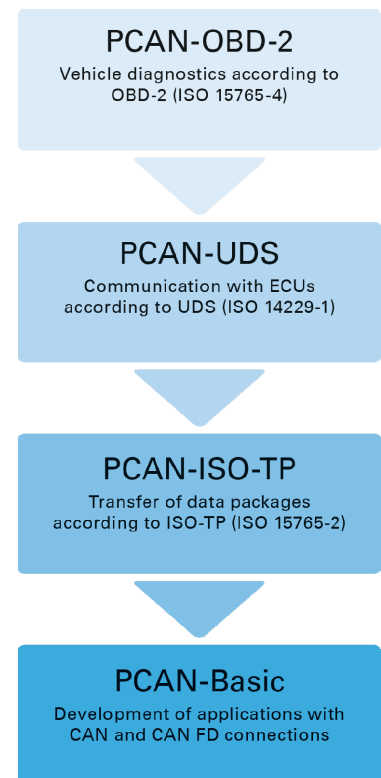 PCAN-OBD-2
Vehicle diagnostics according to
OBD-2 (ISO 15765-4)
PCAN-UDS
Communication with ECUs
according to UDS (ISO 14229-1)
PCAN-ISO-TP
Transfer of data packages
according to ISO-TP (ISO 15765-2)
PCAN-Basic
Development of applications with
CAN and CAN FD connections